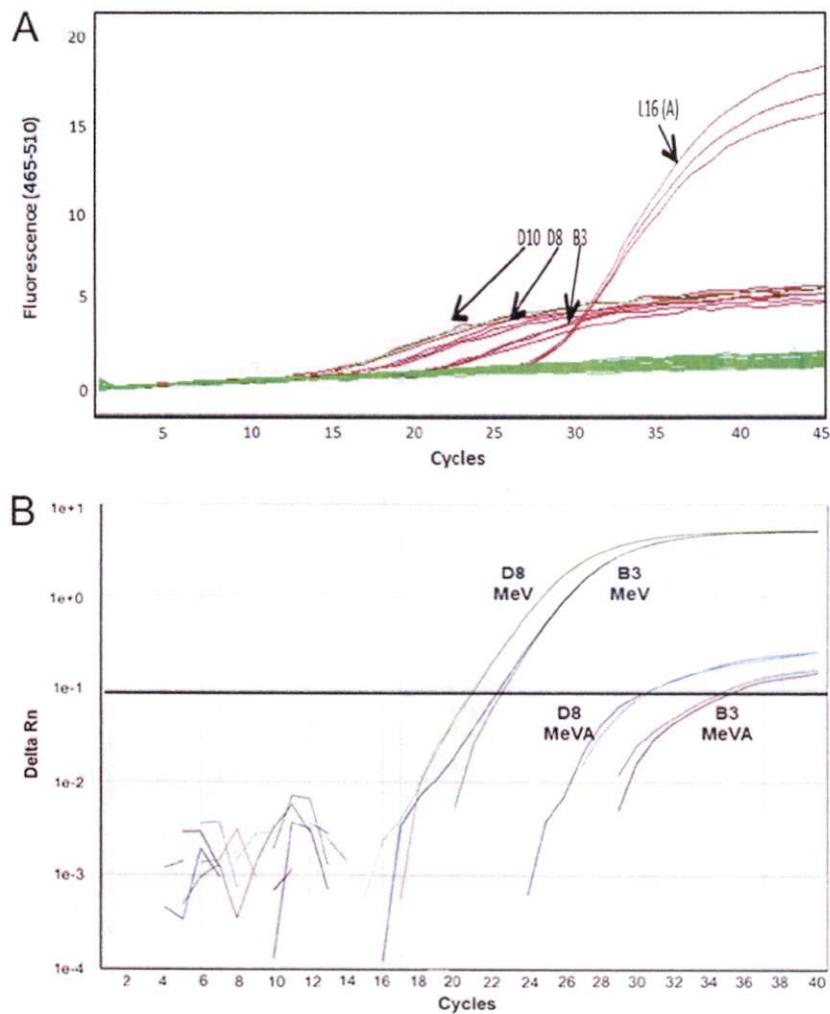 A
20
15
10
5
0
Fluorescence (465-510)
L16 (A)
D10 D8 B3
5 10 15 20 25 30 35 40 45
Cycles
B
1e+1
1e+0
1e-1
1e-2
1e-3
1e-4
Delta Rn
D8
MeV
B3
MeV
D8
MeVA
B3
MeVA
2 4 6 8 10 12 14 16 18 20 22 24 26 28 30 32 34 36 38 40
Cycles